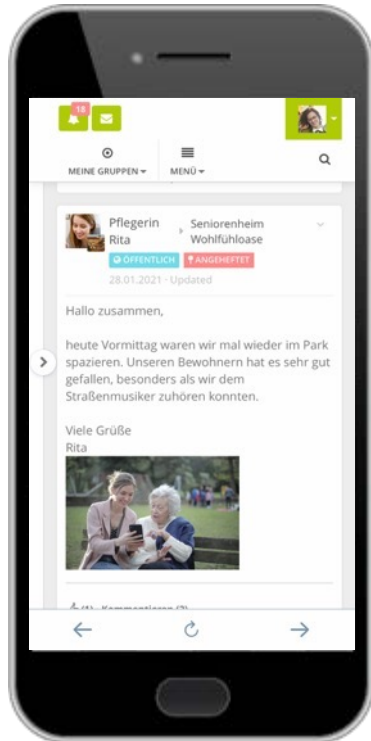 18
MEINE GRUPPEN
MENÜ
Pflegerin Rita
Seniorenheim Wohlfühloase
ÖFFENTLICH ANGEHEFTET
28.01.2021 · Updated
Hallo zusammen,
heute Vormittag waren wir mal wieder im Park
spazieren. Unseren Bewohnern hat es sehr gut
gefallen, besonders als wir dem
Straßenmusiker zuhören konnten.
Viele Grüße
Rita